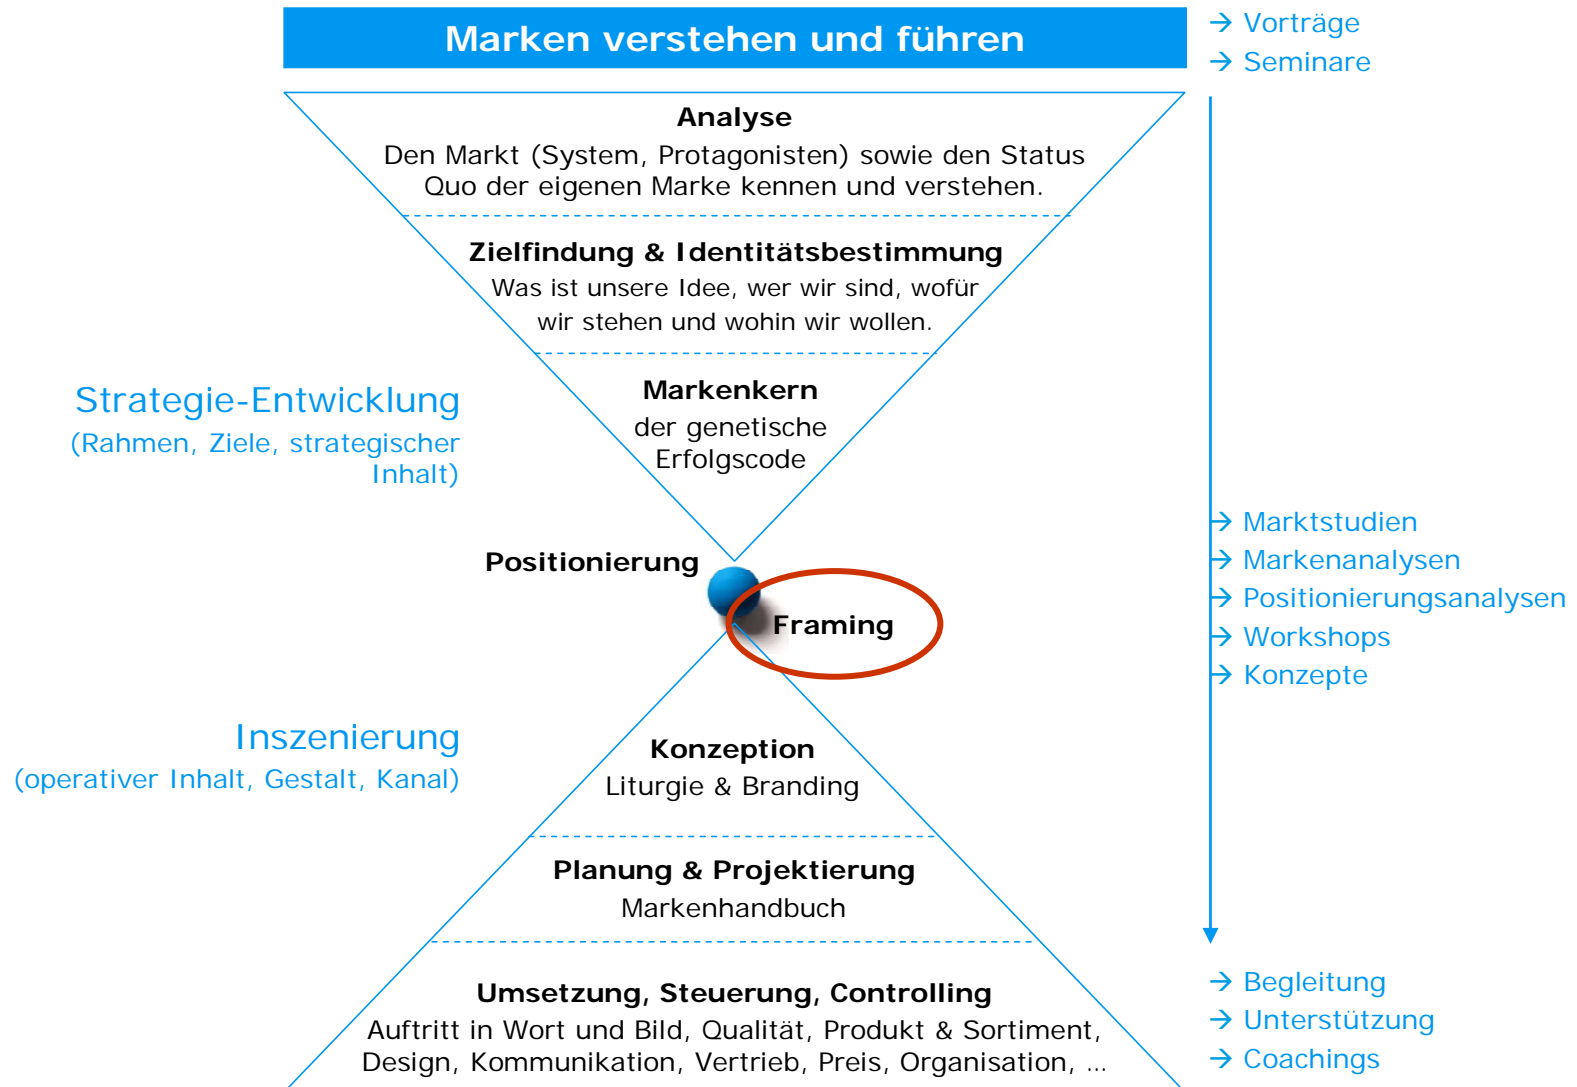 Marken verstehen und führen
→ Vorträge
→ Seminare
Analyse
Den Markt (System, Protagonisten) sowie den Status
Quo der eigenen Marke kennen und verstehen.
Zielfindung & Identitätsbestimmung
Was ist unsere Idee, wer wir sind, wofür
wir stehen und wohin wir wollen.
Strategie-Entwicklung
(Rahmen, Ziele, strategischer
Inhalt)
Markenkern
der genetische
Erfolgscode
Positionierung
Framing
→ Marktstudien
→ Markenanalysen
→ Positionierungsanalysen
→ Workshops
→ Konzepte
Inszenierung
(operativer Inhalt, Gestalt, Kanal)
Konzeption
Liturgie & Branding
Planung & Projektierung
Markenhandbuch
Umsetzung, Steuerung, Controlling
Auftritt in Wort und Bild, Qualität, Produkt & Sortiment,
Design, Kommunikation, Vertrieb, Preis, Organisation, ...
→ Begleitung
→ Unterstützung
→ Coachings